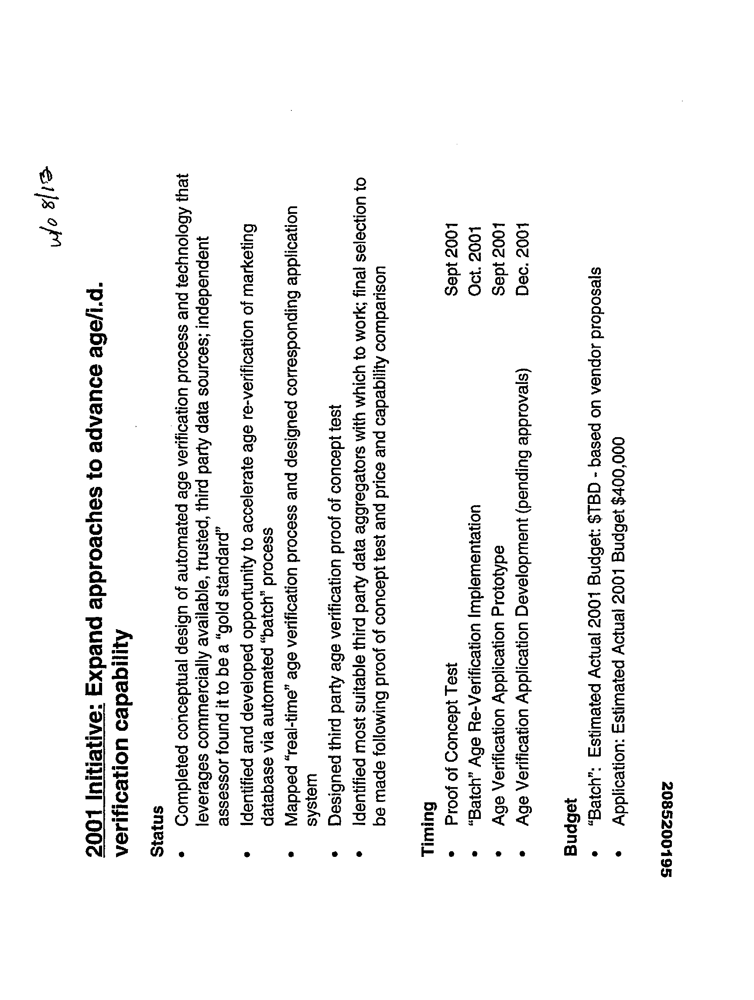 w/o 8/13
2001 Initiative: Expand approaches to advance age/i.d.
verification capability
Status
• Completed conceptual design of automated age verification process and technology that
leverages commercially available, trusted, third party data sources; independent
assessor found it to be a “gold standard”
• Identified and developed opportunity to accelerate age re-verification of marketing
database via automated “batch” process
• Mapped “real-time” age verification process and designed corresponding application
system
• Designed third party age verification proof of concept test
• Identified most suitable third party data aggregators with which to work; final selection to
be made following proof of concept test and price and capability comparison
Timing
• Proof of Concept Test Sept 2001
• “Batch” Age Re-Verification Implementation Oct. 2001
• Age Verification Application Prototype Sept 2001
• Age Verification Application Development (pending approvals) Dec. 2001
Budget
• “Batch”: Estimated Actual 2001 Budget: $TBD - based on vendor proposals
• Application: Estimated Actual 2001 Budget $400,000
2085200195